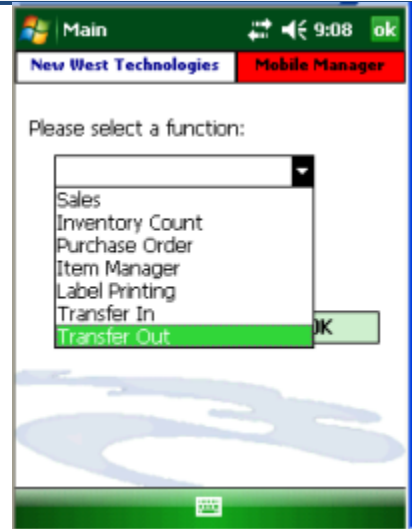 Main 9:08 ok
New West Technologies Mobile Manager
Please select a function:
Sales
Inventory Count
Purchase Order
Item Manager
Label Printing
Transfer In
Transfer Out